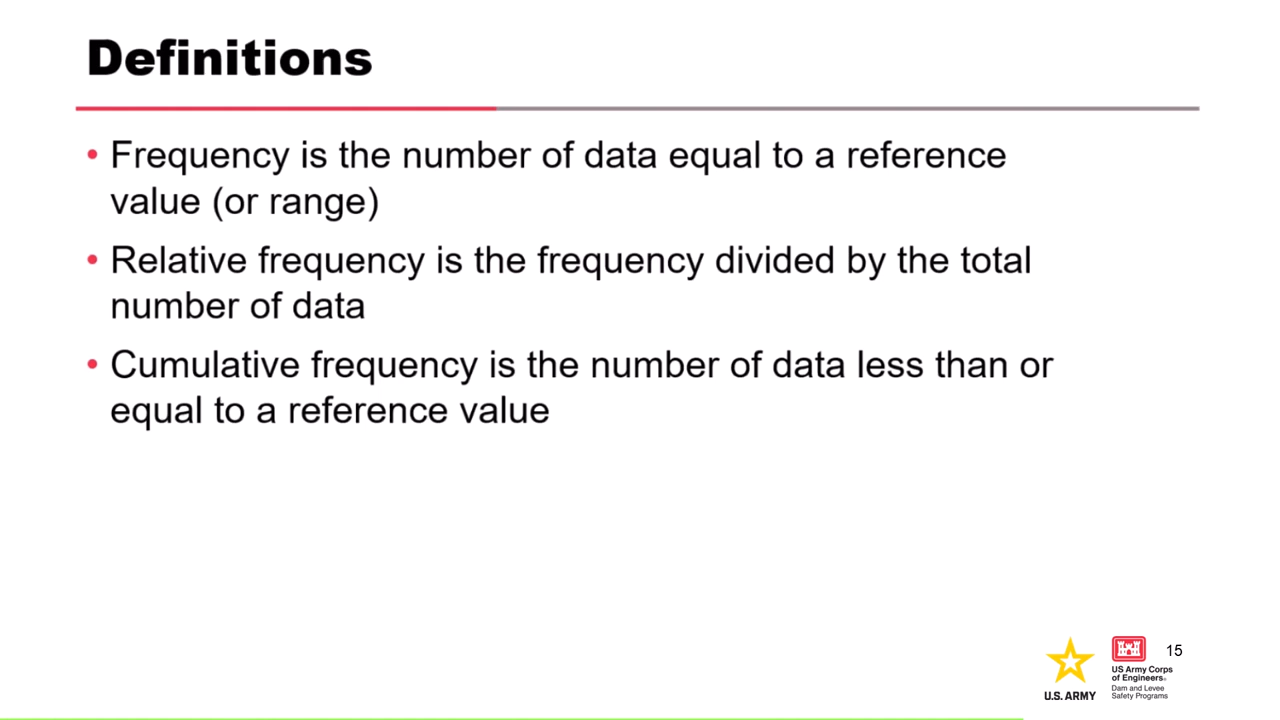 Definitions
• Frequency is the number of data equal to a reference
value (or range)
• Relative frequency is the frequency divided by the total
number of data
• Cumulative frequency is the number of data less than or
equal to a reference value
15
U.S. ARMY
US Army Corps
of Engineers®
Dam and Levee
Safety Programs